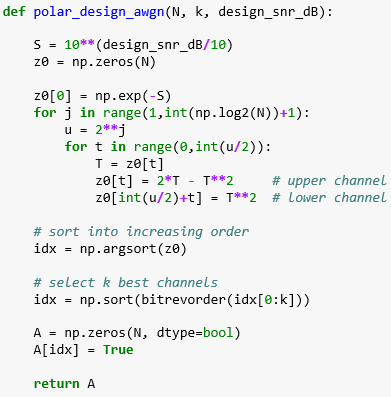 def polar_design_awgn(N, k, design_snr_dB):
S = 10**(design_snr_dB/10)
z0 = np.zeros(N)
z0[0] = np.exp(-S)
for j in range(1,int(np.log2(N))+1):
u = 2**j
for t in range(0,int(u/2)):
T = z0[t]
z0[t] = 2*T - T**2     # upper channel
z0[int(u/2)+t] = T**2  # lower channel
# sort into increasing order
idx = np.argsort(z0)
# select k best channels
idx = np.sort(bitrevorder(idx[0:k]))
A = np.zeros(N, dtype=bool)
A[idx] = True
return A